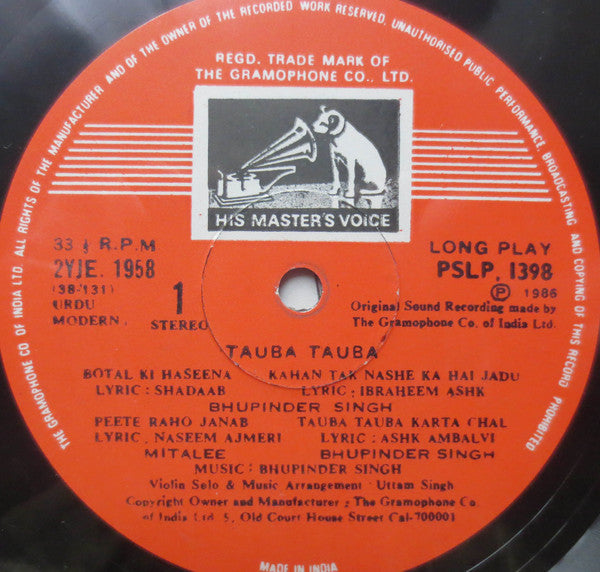 THE GRAMOPHONE CO OF INDIA LTD. ALL RIGHTS OF THE MANUFACTURER AND OF THE OWNER OF THE RECORDED WORK RESERVED. UNAUTHORISED PUBLIC PERFORMANCE, BROADCASTING AND COPYING OF THIS RECORD PROHIBITED
REGD. TRADE MARK OF
THE GRAMOPHONE CO., LTD.
HIS MASTER'S VOICE
33 ⅓ R.P.M
2YJE. 1958
(38-131)
URDU
MODERN.
1
STEREO
LONG PLAY
PSLP. 1398
Ⓟ 1986
Original Sound Recording made by
The Gramophone Co. of India Ltd.
TAUBA TAUBA
BOTAL KI HASEENA KAHAN TAK NASHE KA HAI JADU
LYRIC : SHADAAB LYRIC : IBRAHEEM ASHK
BHUPINDER SINGH
PEETE RAHO JANAB TAUBA TAUBA KARTA CHAL
LYRIC. NASEEM AJMERI LYRIC : ASHK AMBALVI
MITALEE BHUPINDER SINGH
MUSIC : BHUPINDER SINGH
Violin Solo & Music Arrangement : Uttam Singh
Copyright Owner and Manufacturer : The Gramophone Co.
of India Ltd. 5, Old Court House Street Cal-700001
MADE IN INDIA